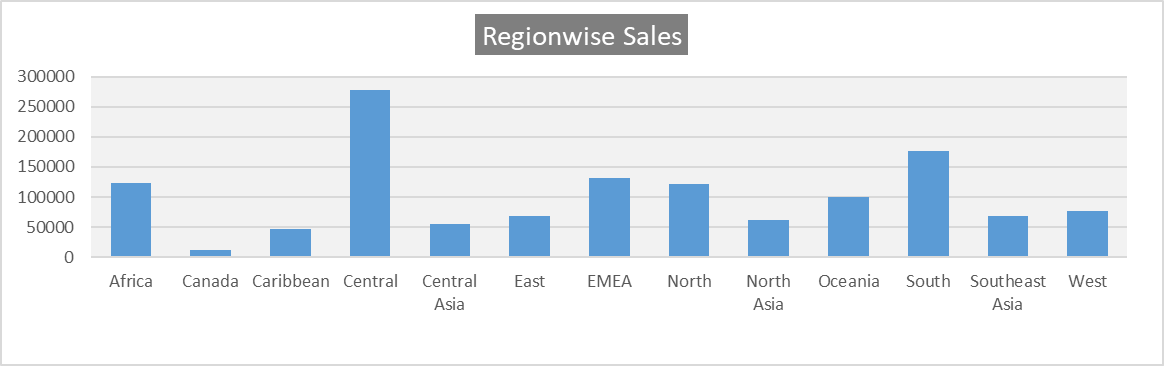 Regionwise Sales
300000
250000
200000
150000
100000
50000
0
Africa Canada Caribbean Central Central East EMEA North North Oceania South Southeast West
Asia Asia Asia